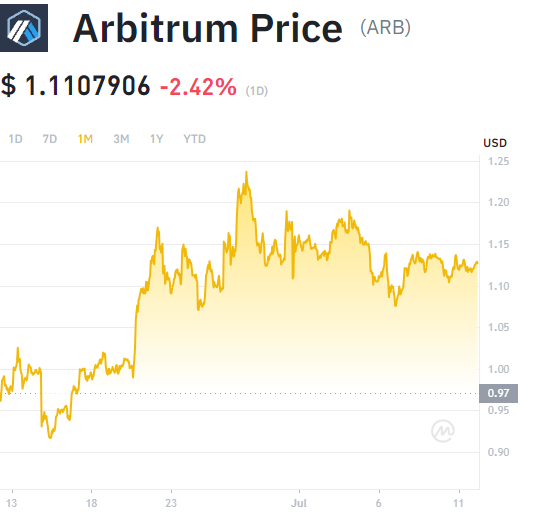 Arbitrum Price (ARB)
$ 1.1107906 -2.42% (1D)
1D 7D 1M 3M 1Y YTD
USD
1.25
1.20
1.15
1.10
1.05
1.00
0.97
0.95
0.90
13 18 23 Jul 6 11